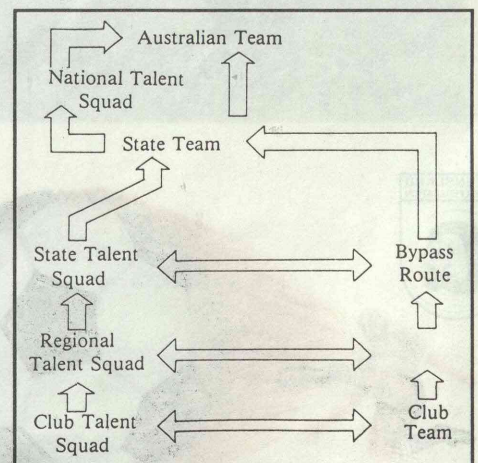 Australian Team
National Talent
Squad
State Team
State Talent
Squad
Bypass
Route
Regional
Talent Squad
Club Talent
Squad
Club
Team